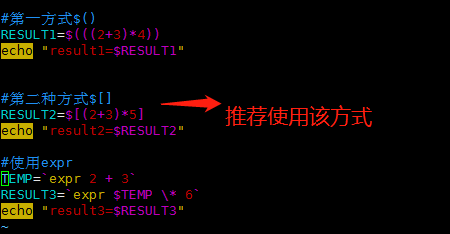 #第一方式$()
RESULT1=$(((2+3)*4))
echo "result1=$RESULT1"
#第二种方式$[]
RESULT2=$[(2+3)*5]
echo "result2=$RESULT2"
推荐使用该方式
#使用expr
TEMP=`expr 2 + 3`
RESULT3=`expr $TEMP \* 6`
echo "result3=$RESULT3"
~